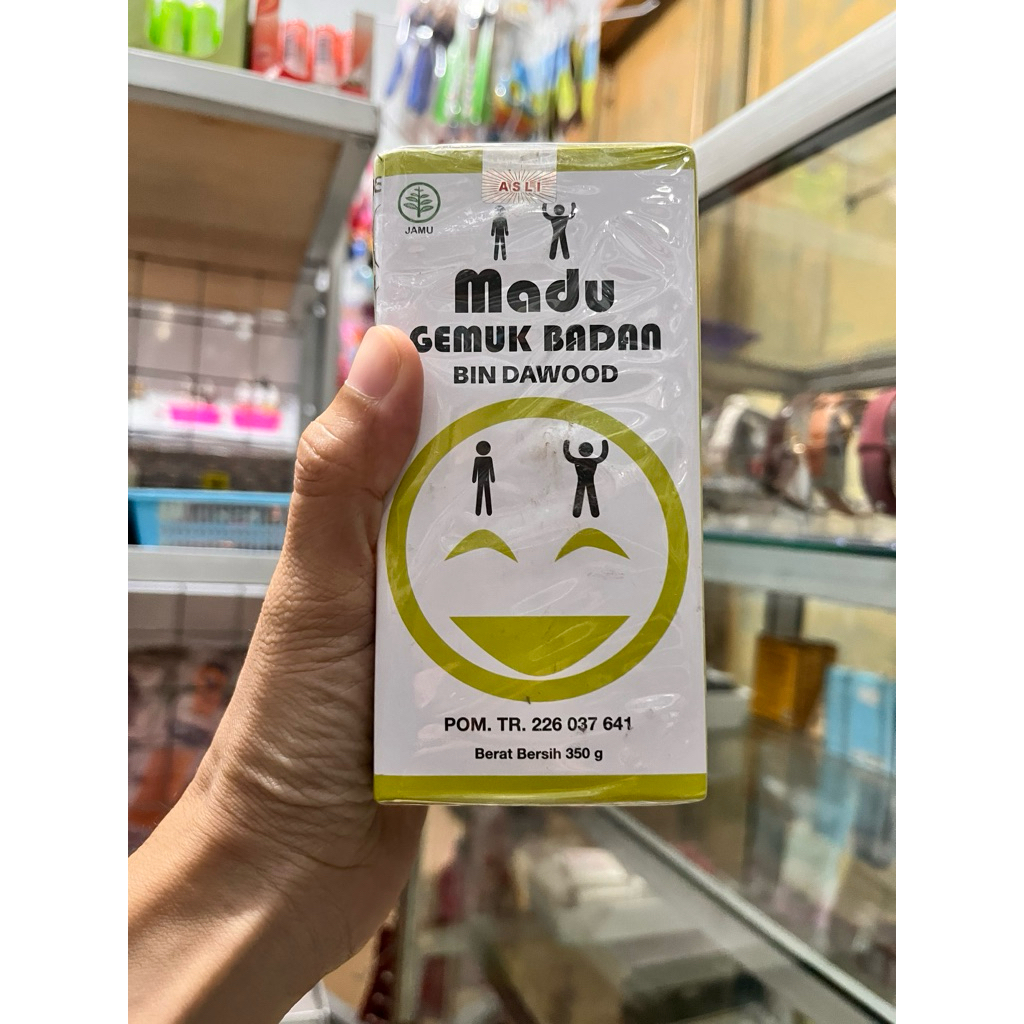 ASLI
JAMU
Madu
GEMUK BADAN
BIN DAWOOD
POM. TR. 226 037 641
Berat Bersih 350 g